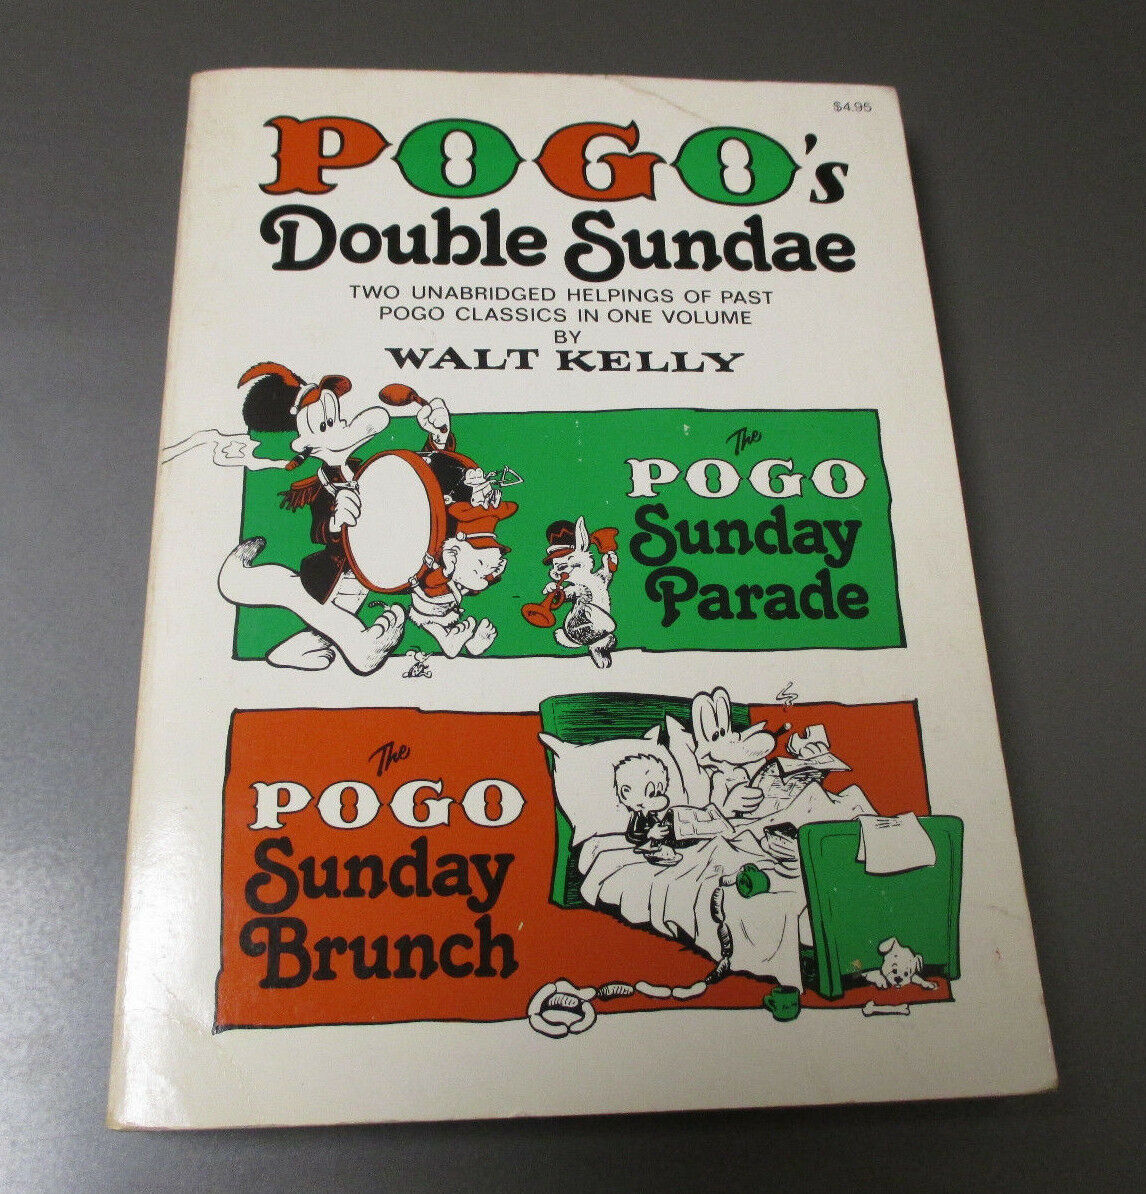 $4.95
POGO's
Double Sundae
TWO UNABRIDGED HELPINGS OF PAST
POGO CLASSICS IN ONE VOLUME
BY
WALT KELLY
The
POGO
Sunday
Parade
The
POGO
Sunday
Brunch